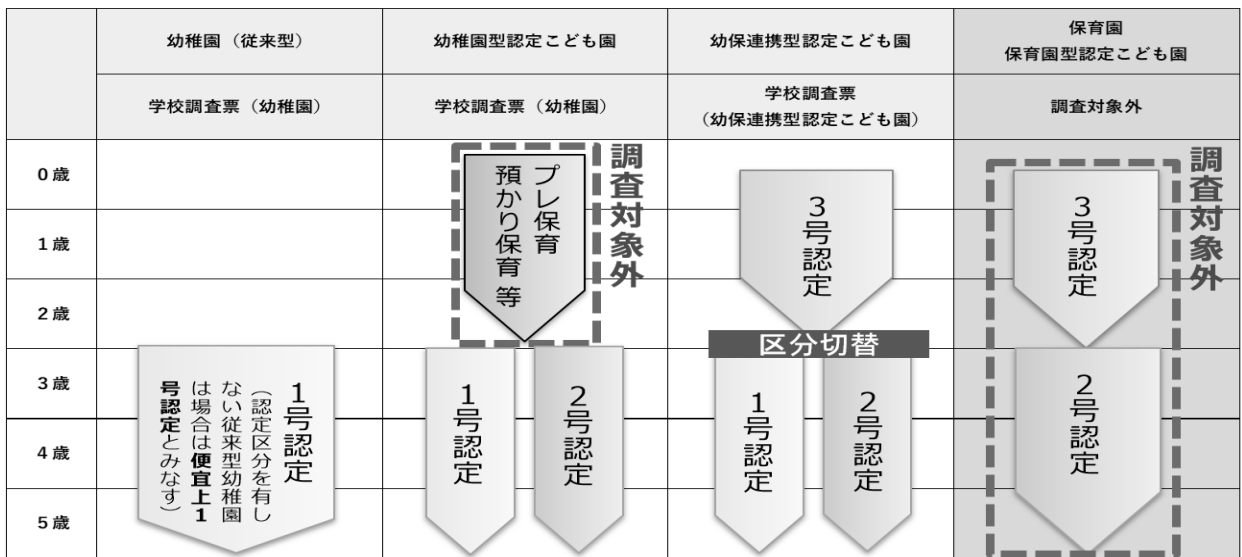 幼稚園（従来型）
幼稚園型認定こども園
幼保連携型認定こども園
保育園
保育園型認定こども園
学校調査票（幼稚園）
学校調査票（幼稚園）
学校調査票
（幼保連携型認定こども園）
調査対象外
0歳
1歳
2歳
3歳
4歳
5歳
1号認定
（認定区分を有し
ない従来型幼稚園
は場合は便宜上1
号認定とみなす）
プレ保育
預かり保育 等
調査対象外
1号認定
2号認定
3号認定
区分切替
1号認定
2号認定
3号認定
2号認定
調査対象外